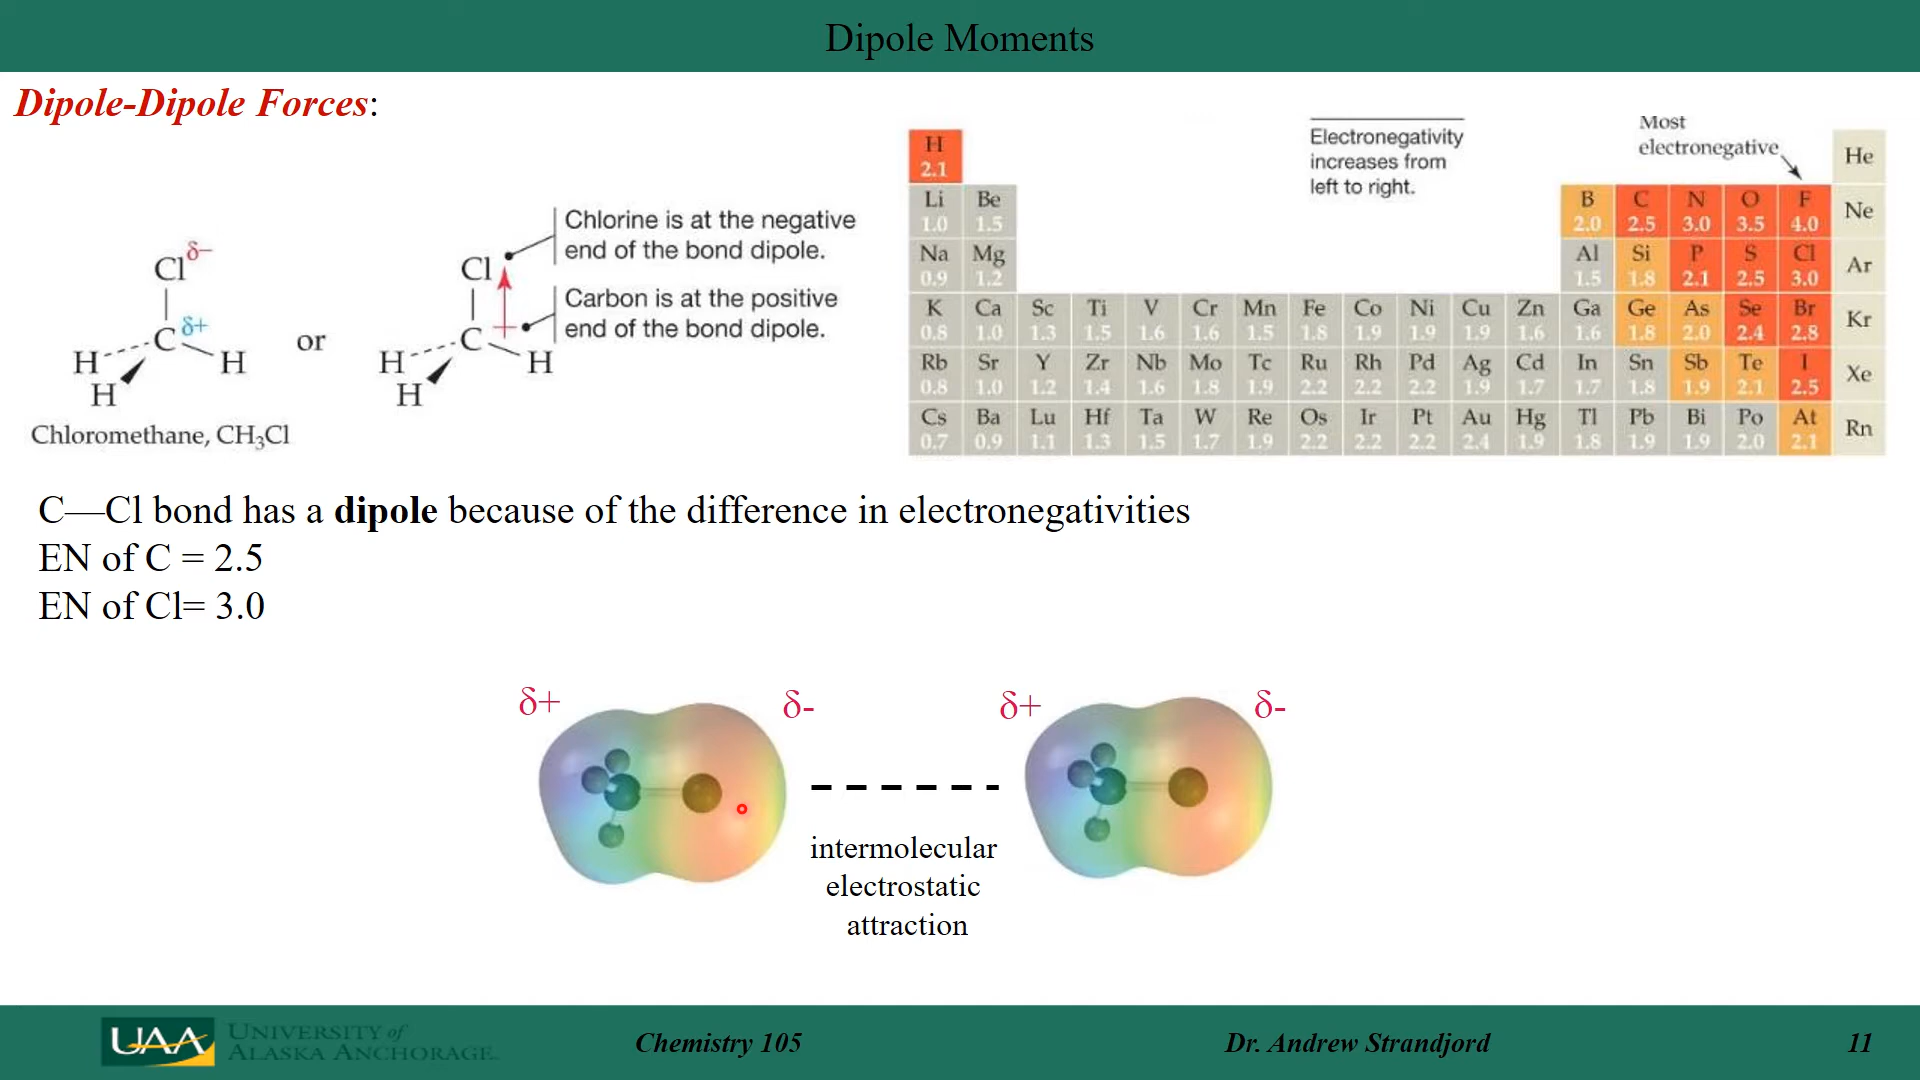 Dipole Moments
Dipole-Dipole Forces:
Cl δ−
C δ+
H
H
H
Chloromethane, CH₃Cl
or
Cl
C
H
H
H
Chlorine is at the negative
end of the bond dipole.
Carbon is at the positive
end of the bond dipole.
Electronegativity
increases from
left to right.
Most
electronegative
H He
2.1
Li Be B C N O F Ne
1.0 1.5 2.0 2.5 3.0 3.5 4.0
Na Mg Al Si P S Cl Ar
0.9 1.2 1.5 1.8 2.1 2.5 3.0
K Ca Sc Ti V Cr Mn Fe Co Ni Cu Zn Ga Ge As Se Br Kr
0.8 1.0 1.3 1.5 1.6 1.6 1.5 1.8 1.9 1.9 1.9 1.6 1.6 1.8 2.0 2.4 2.8
Rb Sr Y Zr Nb Mo Tc Ru Rh Pd Ag Cd In Sn Sb Te I Xe
0.8 1.0 1.2 1.4 1.6 1.8 1.9 2.2 2.2 2.2 1.9 1.7 1.7 1.8 1.9 2.1 2.5
Cs Ba Lu Hf Ta W Re Os Ir Pt Au Hg Tl Pb Bi Po At Rn
0.7 0.9 1.1 1.3 1.5 1.7 1.9 2.2 2.2 2.2 2.4 1.9 1.8 1.9 1.9 2.0 2.1
C—Cl bond has a dipole because of the difference in electronegativities
EN of C = 2.5
EN of Cl= 3.0
δ+ δ- δ+ δ-
intermolecular
electrostatic
attraction
UAA
UNIVERSITY of
ALASKA ANCHORAGE.
Chemistry 105
Dr. Andrew Strandjord
11